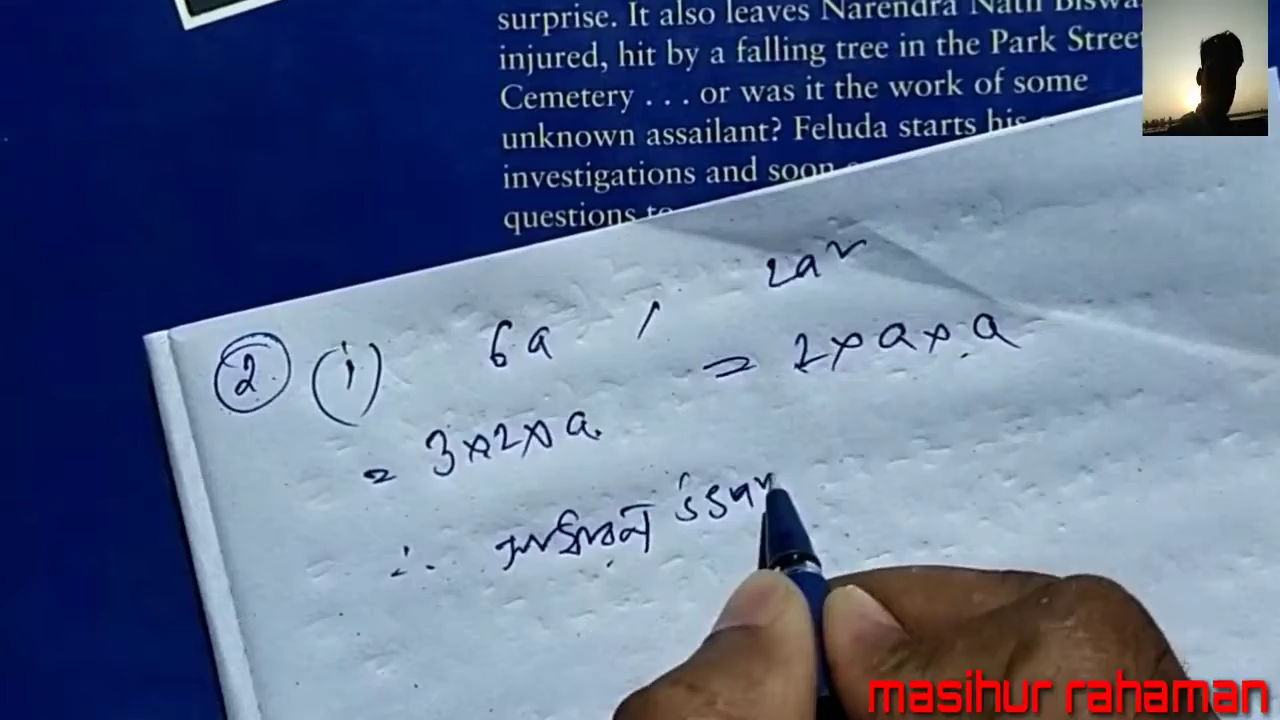 surprise. It also leaves Narendra Nath Biswa
injured, hit by a falling tree in the Park Stree
Cemetery . . . or was it the work of some
unknown assailant? Feluda starts his
investigations and soon
questions to
2 (i) 6a , 2a²
= 3×2×a. = 2×a×a
∴ সাধারণ
masihur rahaman